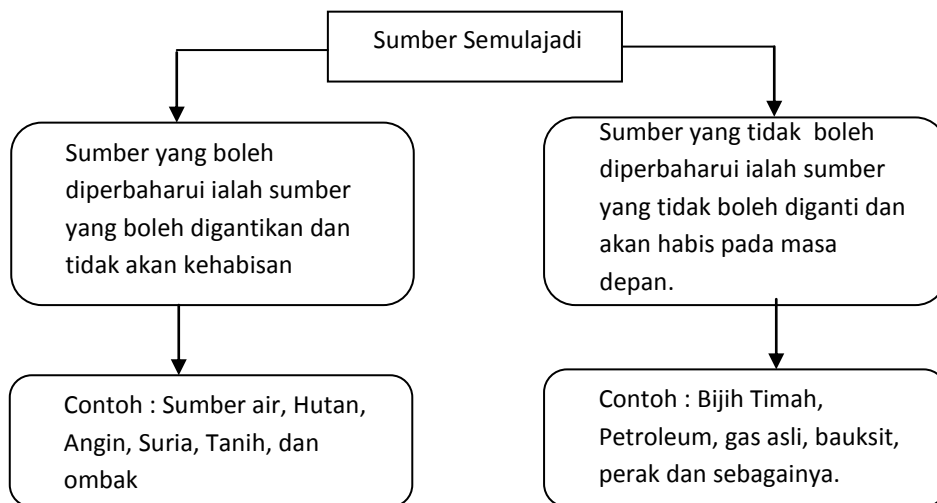 Sumber Semulajadi
Sumber yang boleh
diperbaharui ialah sumber
yang boleh digantikan dan
tidak akan kehabisan
Sumber yang tidak boleh
diperbaharui ialah sumber
yang tidak boleh diganti dan
akan habis pada masa
depan.
Contoh : Sumber air, Hutan,
Angin, Suria, Tanih, dan
ombak
Contoh : Bijih Timah,
Petroleum, gas asli, bauksit,
perak dan sebagainya.